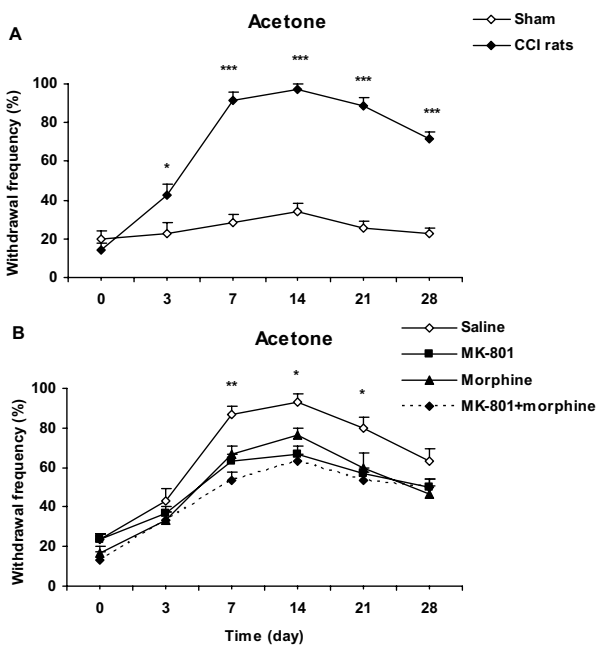 A
Acetone
Sham
CCI rats
Withdrawal frequency (%)
100
80
60
40
20
0
*
***
***
***
***
0 3 7 14 21 28
B
Acetone
Saline
MK-801
Morphine
MK-801+morphine
Withdrawal frequency (%)
100
80
60
40
20
0
**
*
*
0 3 7 14 21 28
Time (day)